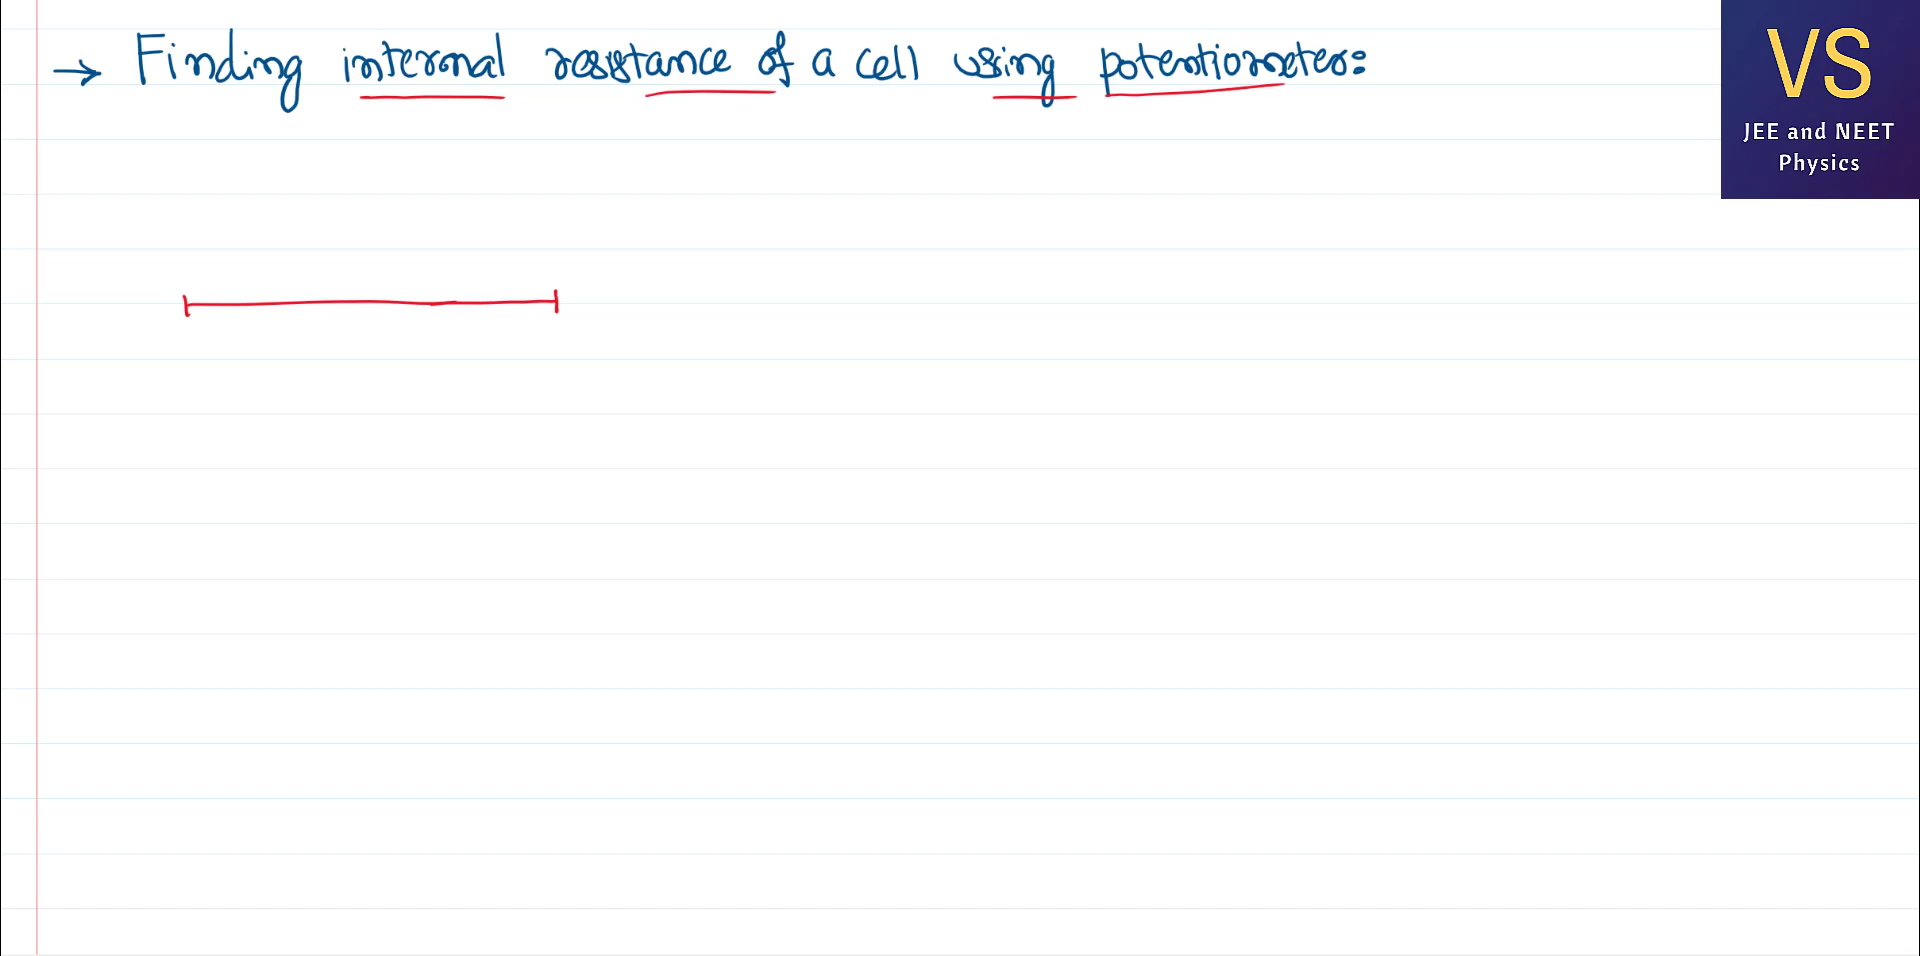 → Finding internal resistance of a cell using potentiometer:
VS
JEE and NEET
Physics